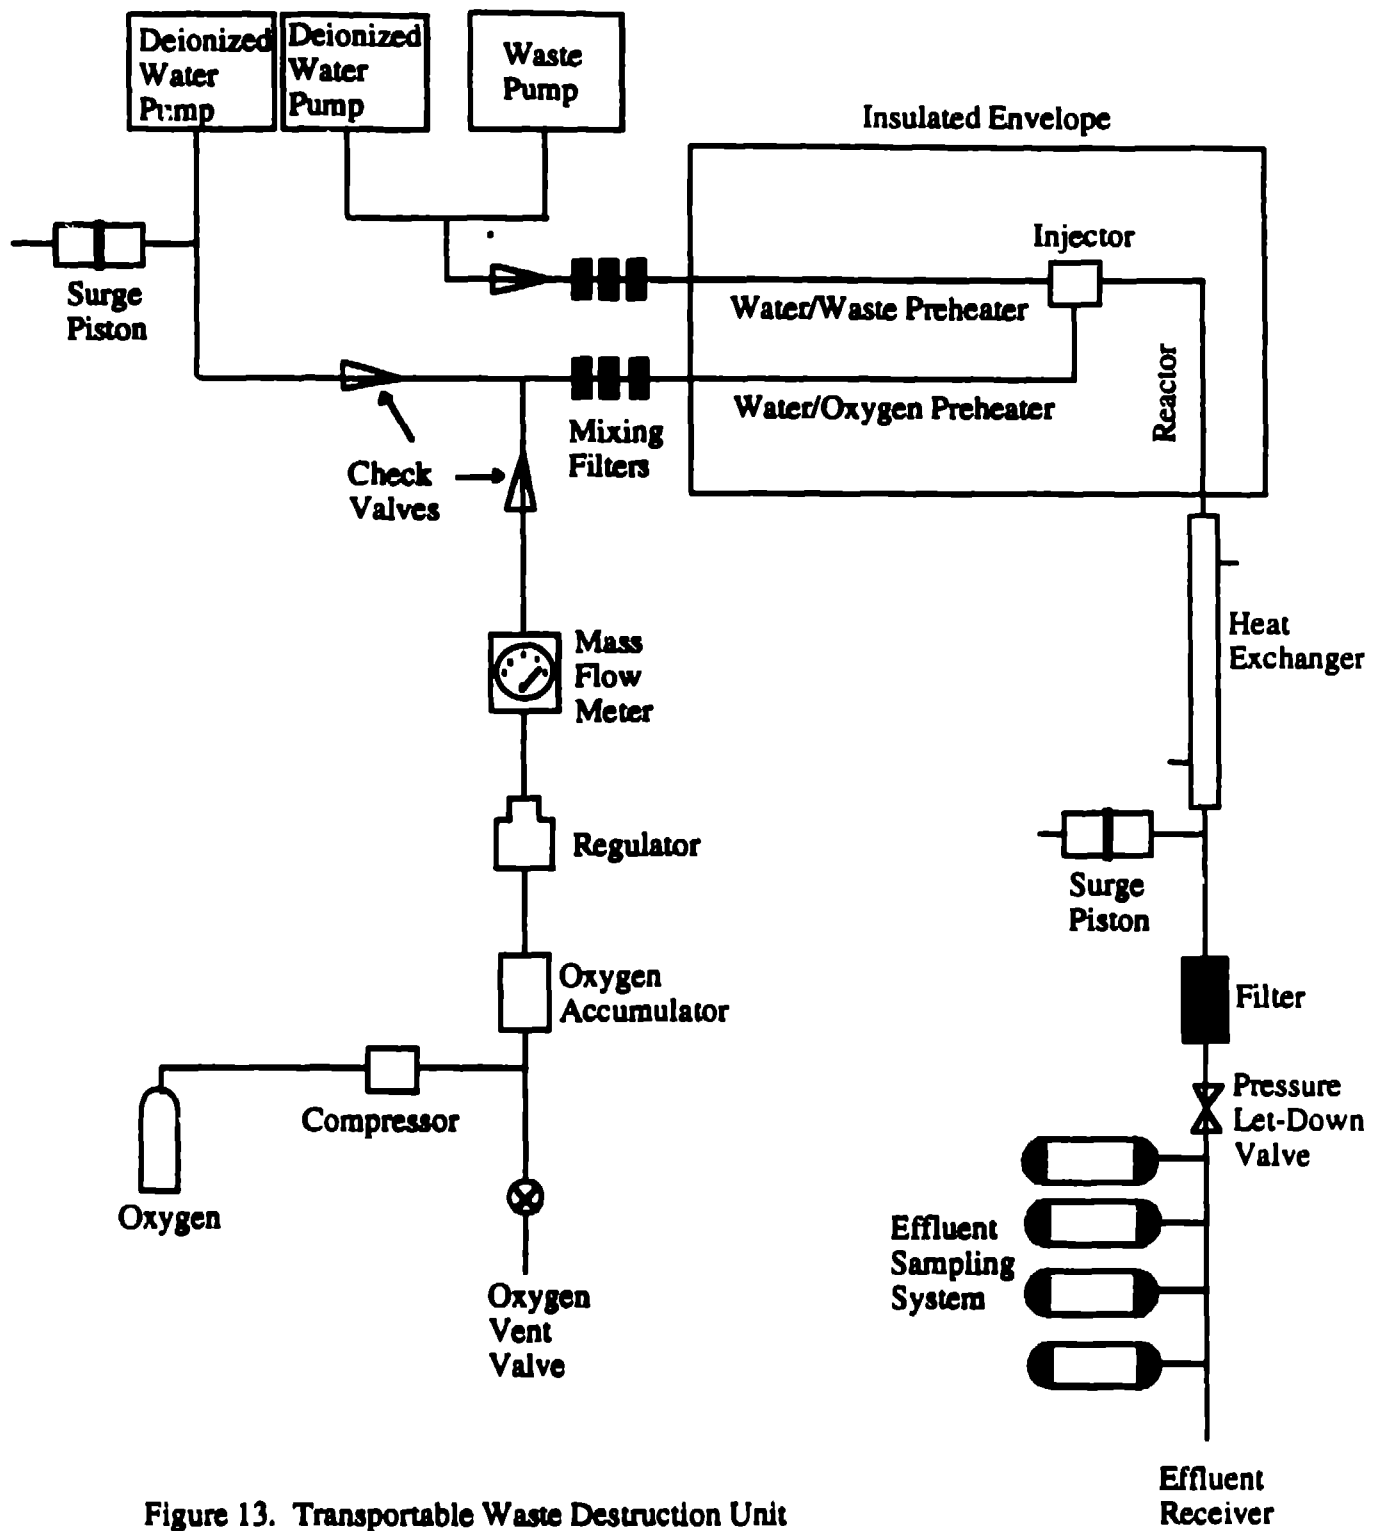 Deionized
Water
Pump
Deionized
Water
Pump
Waste
Pump
Insulated Envelope
Injector
Surge
Piston
Water/Waste Preheater
Reactor
Water/Oxygen Preheater
Mixing
Filters
Check
Valves
Mass
Flow
Meter
Heat
Exchanger
Regulator
Surge
Piston
Oxygen
Accumulator
Filter
Compressor
Pressure
Let-Down
Valve
Oxygen
Effluent
Sampling
System
Oxygen
Vent
Valve
Effluent
Receiver
Figure 13. Transportable Waste Destruction Unit